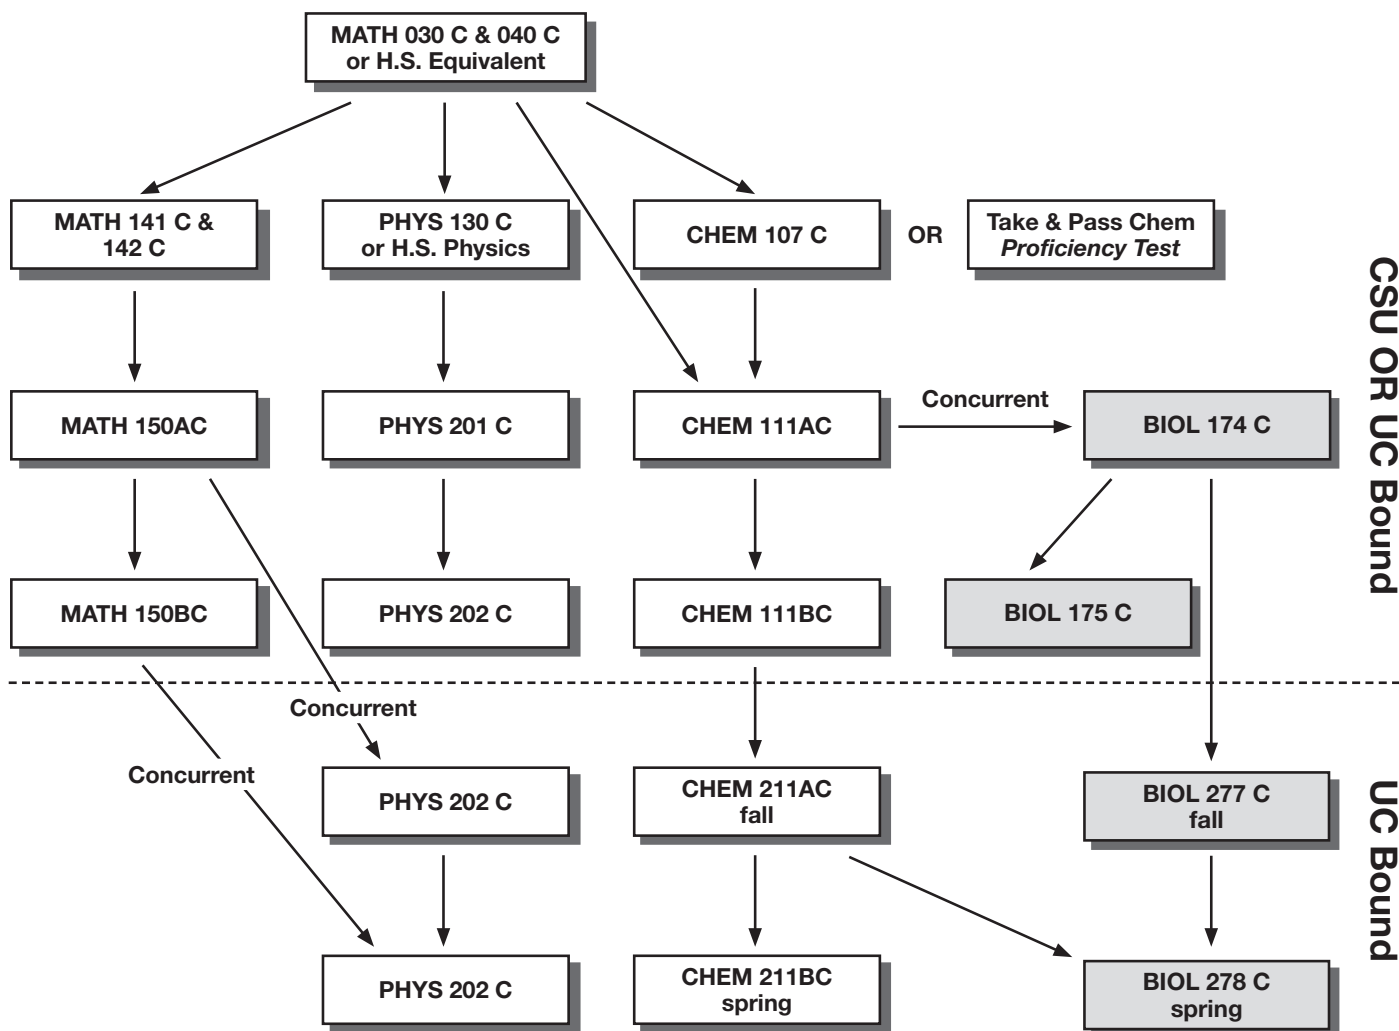 MATH 030 C & 040 C
or H.S. Equivalent
MATH 141 C &
142 C
PHYS 130 C
or H.S. Physics
CHEM 107 C
OR
Take & Pass Chem
Proficiency Test
MATH 150AC
PHYS 201 C
CHEM 111AC
Concurrent
BIOL 174 C
MATH 150BC
PHYS 202 C
CHEM 111BC
BIOL 175 C
CSU OR UC Bound
Concurrent
Concurrent
PHYS 202 C
CHEM 211AC
fall
BIOL 277 C
fall
PHYS 202 C
CHEM 211BC
spring
BIOL 278 C
spring
UC Bound